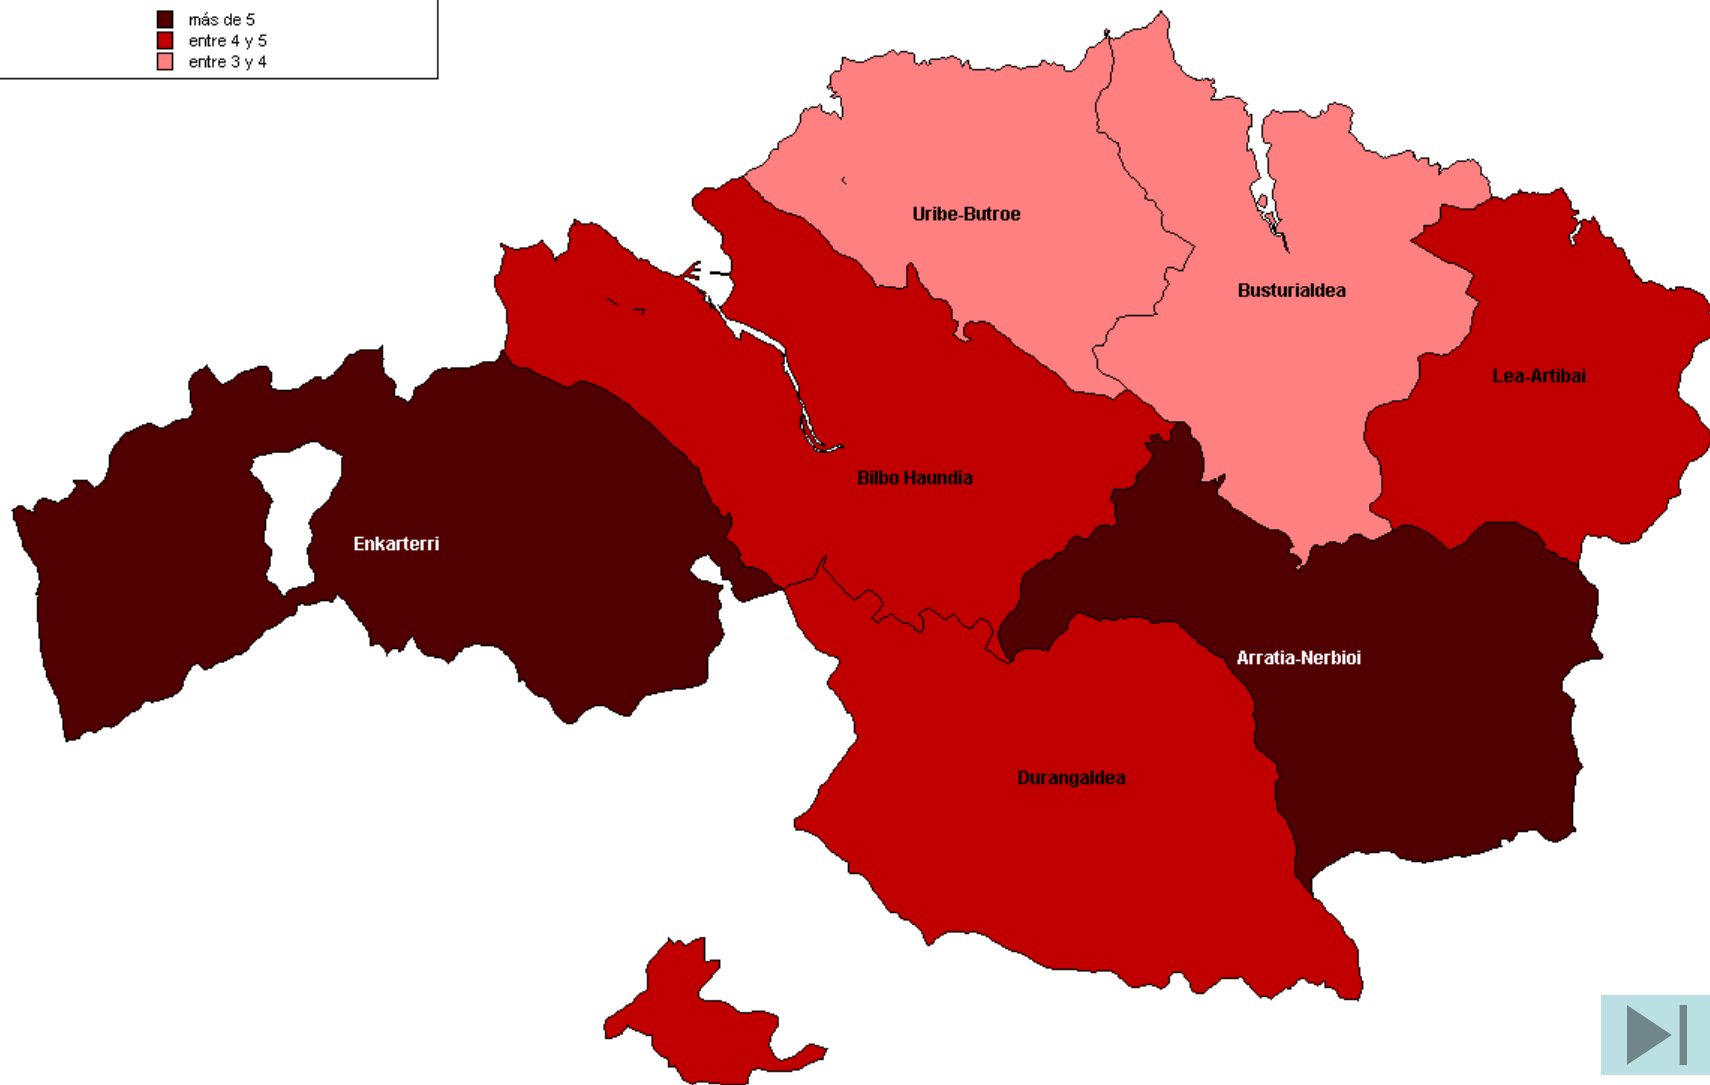 más de 5
entre 4 y 5
entre 3 y 4
Uribe-Butroe
Busturialdea
Lea-Artibai
Bilbo Haundia
Enkarterri
Arratia-Nerbioi
Durangaldea